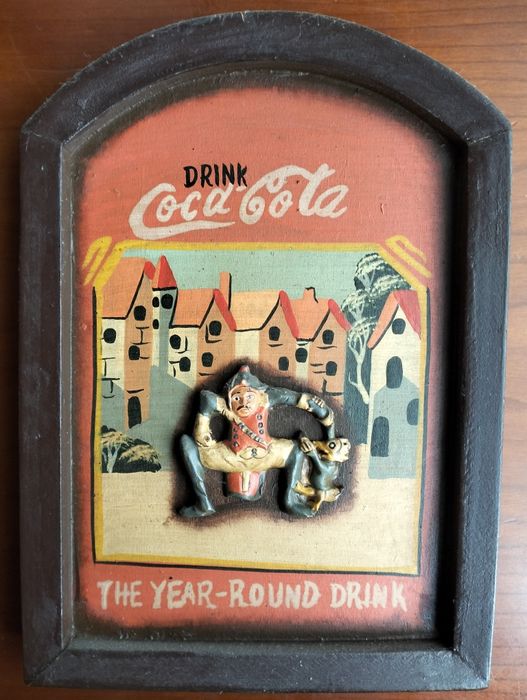 DRINK
Coca-Cola
THE YEAR-ROUND DRINK